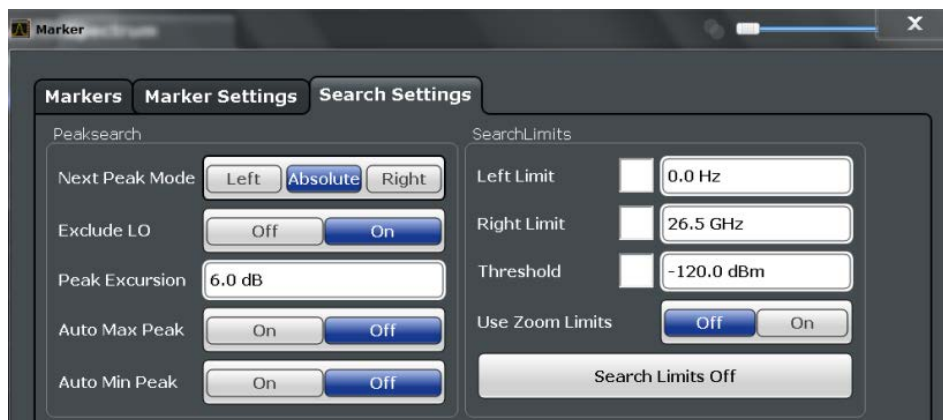 Marker
Markers Marker Settings Search Settings
Peaksearch
Next Peak Mode Left Absolute Right
Exclude LO Off On
Peak Excursion 6.0 dB
Auto Max Peak On Off
Auto Min Peak On Off
SearchLimits
Left Limit 0.0 Hz
Right Limit 26.5 GHz
Threshold -120.0 dBm
Use Zoom Limits Off On
Search Limits Off